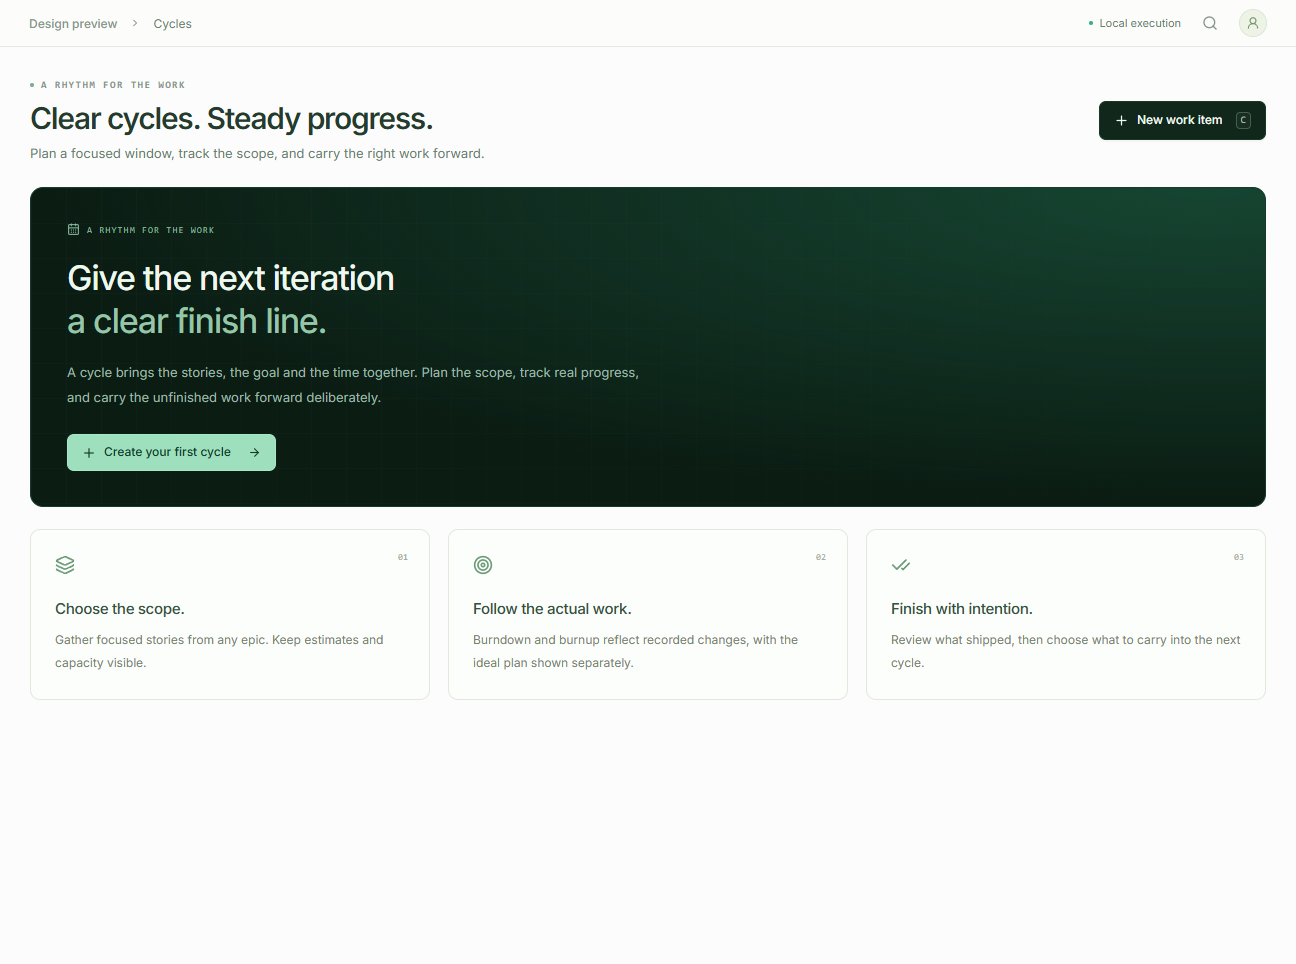 Design preview
Cycles
Local execution
A RHYTHM FOR THE WORK
Clear cycles. Steady progress.
Plan a focused window, track the scope, and carry the right work forward.
New work item C
A RHYTHM FOR THE WORK
Give the next iteration
a clear finish line.
A cycle brings the stories, the goal and the time together. Plan the scope, track real progress,
and carry the unfinished work forward deliberately.
Create your first cycle
01
Choose the scope.
Gather focused stories from any epic. Keep estimates and
capacity visible.
02
Follow the actual work.
Burndown and burnup reflect recorded changes, with the
ideal plan shown separately.
03
Finish with intention.
Review what shipped, then choose what to carry into the next
cycle.